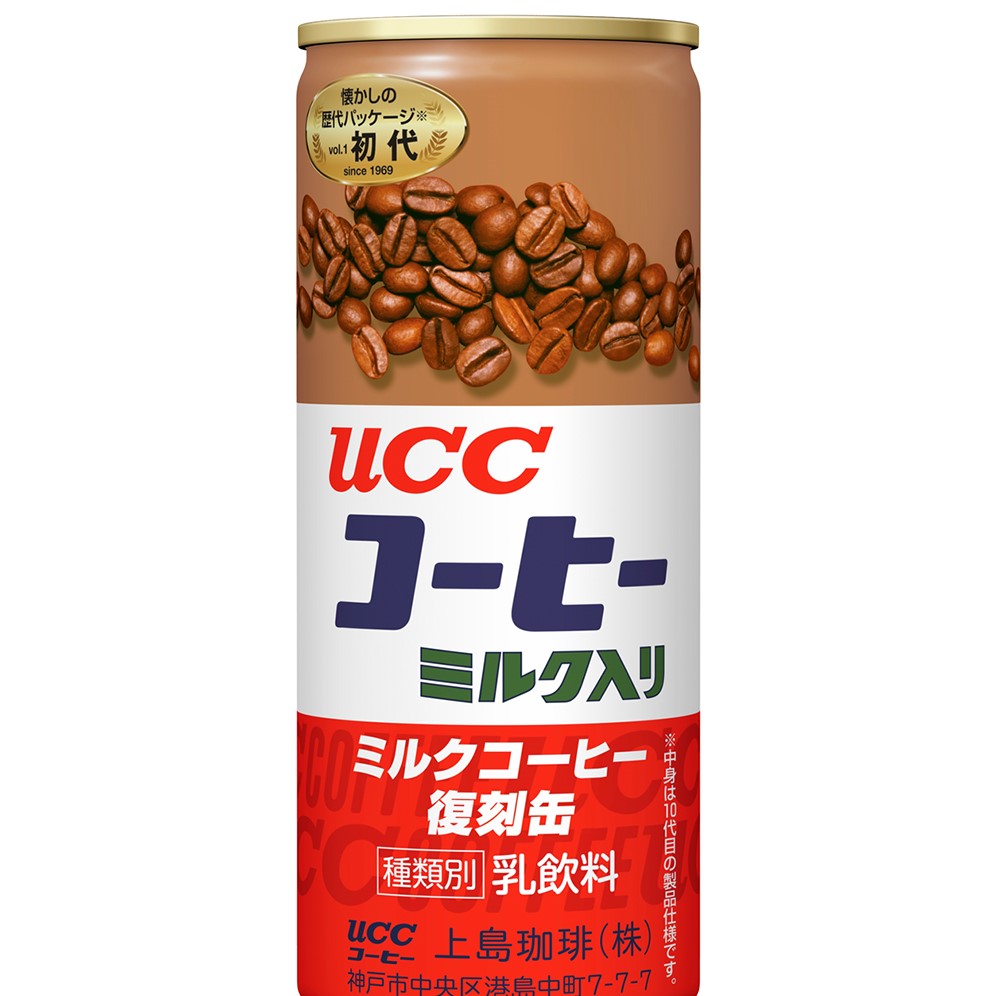 懐かしの
歴代パッケージ※
vol.1 初代
since 1969
UCC
コーヒー
ミルク入り
ミルクコーヒー
復刻缶
種類別 乳飲料
UCC
コーヒー
上島珈琲(株)
神戸市中央区港島中町7-7-7
※中身は10代目の製品仕様です。
COFFEE
COFFEE